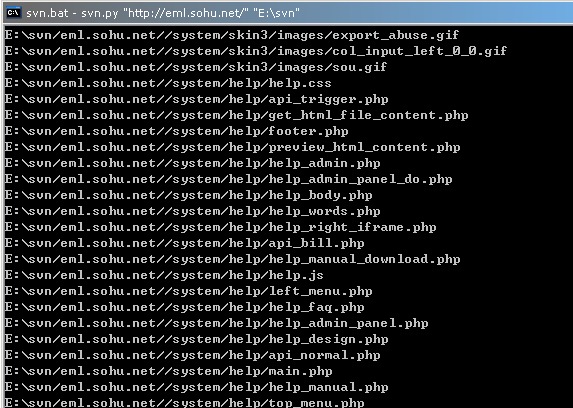 svn.bat - svn.py "http://eml.sohu.net/" "E:\svn"
E:\svn/eml.sohu.net//system/skin3/images/export_abuse.gif
E:\svn/eml.sohu.net//system/skin3/images/col_input_left_0_0.gif
E:\svn/eml.sohu.net//system/skin3/images/sou.gif
E:\svn/eml.sohu.net//system/help/help.css
E:\svn/eml.sohu.net//system/help/api_trigger.php
E:\svn/eml.sohu.net//system/help/get_html_file_content.php
E:\svn/eml.sohu.net//system/help/footer.php
E:\svn/eml.sohu.net//system/help/preview_html_content.php
E:\svn/eml.sohu.net//system/help/help_admin.php
E:\svn/eml.sohu.net//system/help/help_admin_panel_do.php
E:\svn/eml.sohu.net//system/help/help_body.php
E:\svn/eml.sohu.net//system/help/help_words.php
E:\svn/eml.sohu.net//system/help/help_right_iframe.php
E:\svn/eml.sohu.net//system/help/api_bill.php
E:\svn/eml.sohu.net//system/help/help_manual_download.php
E:\svn/eml.sohu.net//system/help/help.js
E:\svn/eml.sohu.net//system/help/left_menu.php
E:\svn/eml.sohu.net//system/help/help_faq.php
E:\svn/eml.sohu.net//system/help/help_admin_panel.php
E:\svn/eml.sohu.net//system/help/help_design.php
E:\svn/eml.sohu.net//system/help/api_normal.php
E:\svn/eml.sohu.net//system/help/main.php
E:\svn/eml.sohu.net//system/help/help_manual.php
E:\svn/eml.sohu.net//system/help/top_menu.php